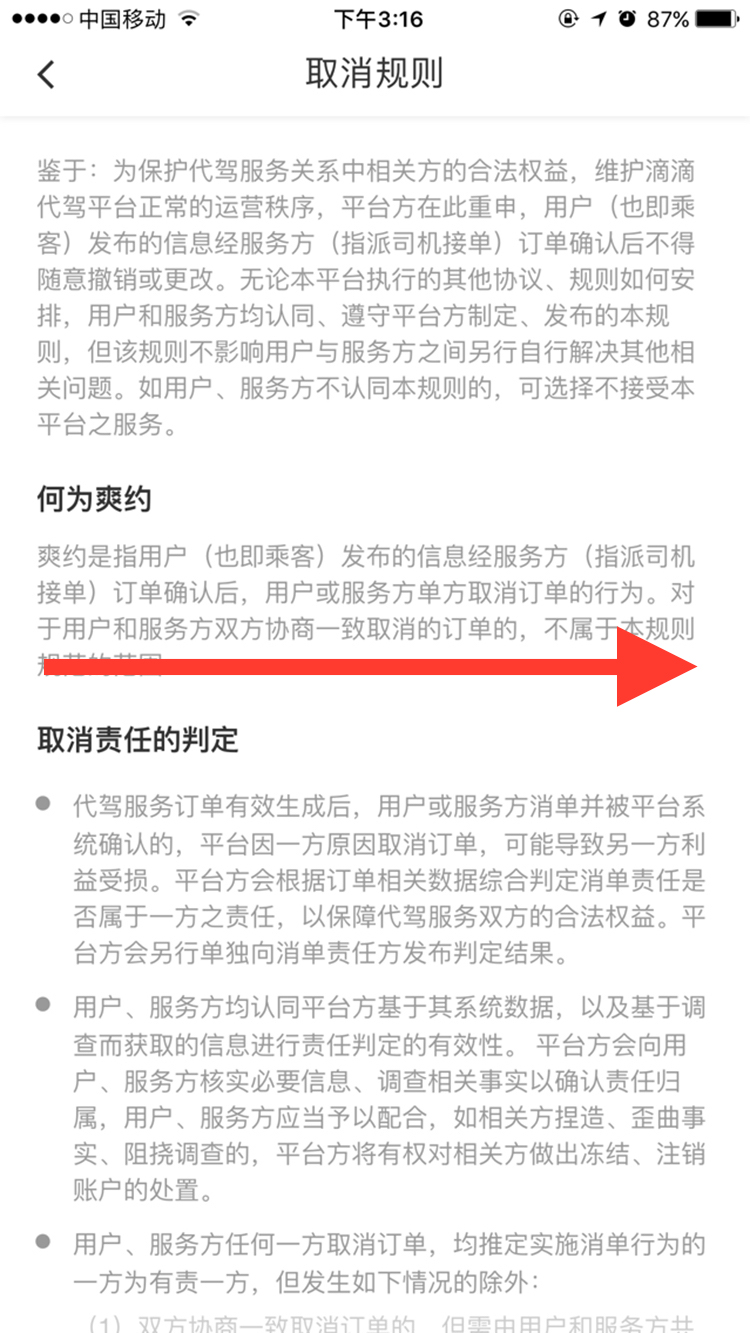 中国移动 下午3:16 87%
取消规则
鉴于：为保护代驾服务关系中相关方的合法权益，维护滴滴
代驾平台正常的运营秩序，平台方在此重申，用户（也即乘
客）发布的信息经服务方（指派司机接单）订单确认后不得
随意撤销或更改。无论本平台执行的其他协议、规则如何安
排，用户和服务方均认同、遵守平台方制定、发布的本规
则，但该规则不影响用户与服务方之间另行自行解决其他相
关问题。如用户、服务方不认同本规则的，可选择不接受本
平台之服务。
何为爽约
爽约是指用户（也即乘客）发布的信息经服务方（指派司机
接单）订单确认后，用户或服务方单方取消订单的行为。对
于用户和服务方双方协商一致取消的订单的，不属于本规则
规范的范围
取消责任的判定
代驾服务订单有效生成后，用户或服务方消单并被平台系
统确认的，平台因一方原因取消订单，可能导致另一方利
益受损。平台方会根据订单相关数据综合判定消单责任是
否属于一方之责任，以保障代驾服务双方的合法权益。平
台方会另行单独向消单责任方发布判定结果。
用户、服务方均认同平台方基于其系统数据，以及基于调
查而获取的信息进行责任判定的有效性。 平台方会向用
户、服务方核实必要信息、调查相关事实以确认责任归
属，用户、服务方应当予以配合，如相关方捏造、歪曲事
实、阻挠调查的，平台方将有权对相关方做出冻结、注销
账户的处置。
用户、服务方任何一方取消订单，均推定实施消单行为的
一方为有责一方，但发生如下情况的除外：
（1）双方协商一致取消订单的，但需由用户和服务方共